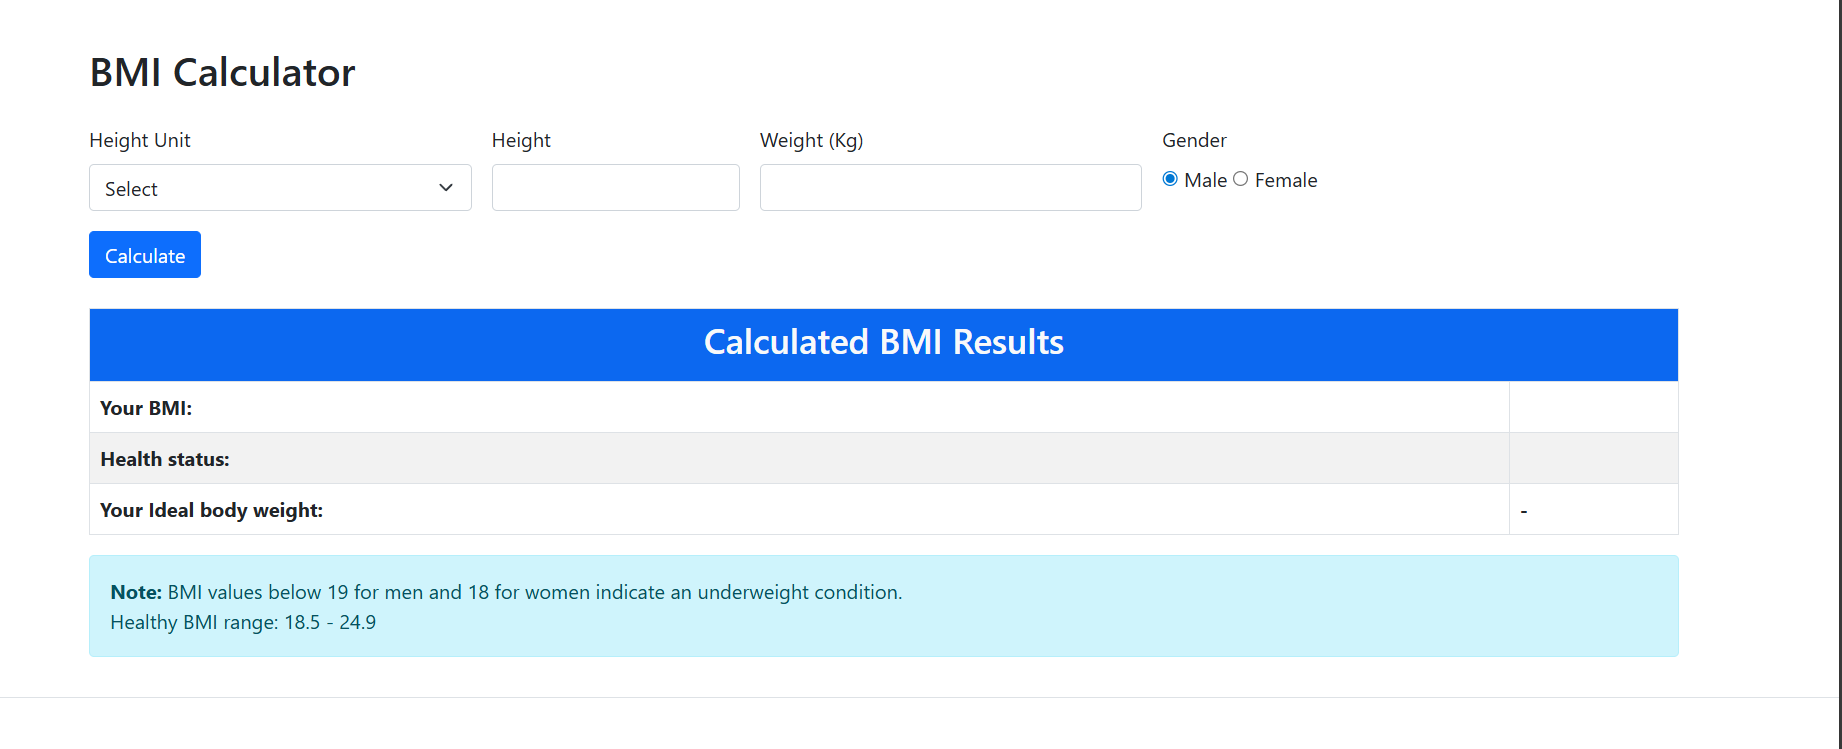 BMI Calculator
Height Unit
Height
Weight (Kg)
Gender
Select
Male
Female
Calculate
Calculated BMI Results
Your BMI:
Health status:
Your Ideal body weight: -
Note: BMI values below 19 for men and 18 for women indicate an underweight condition.
Healthy BMI range: 18.5 - 24.9